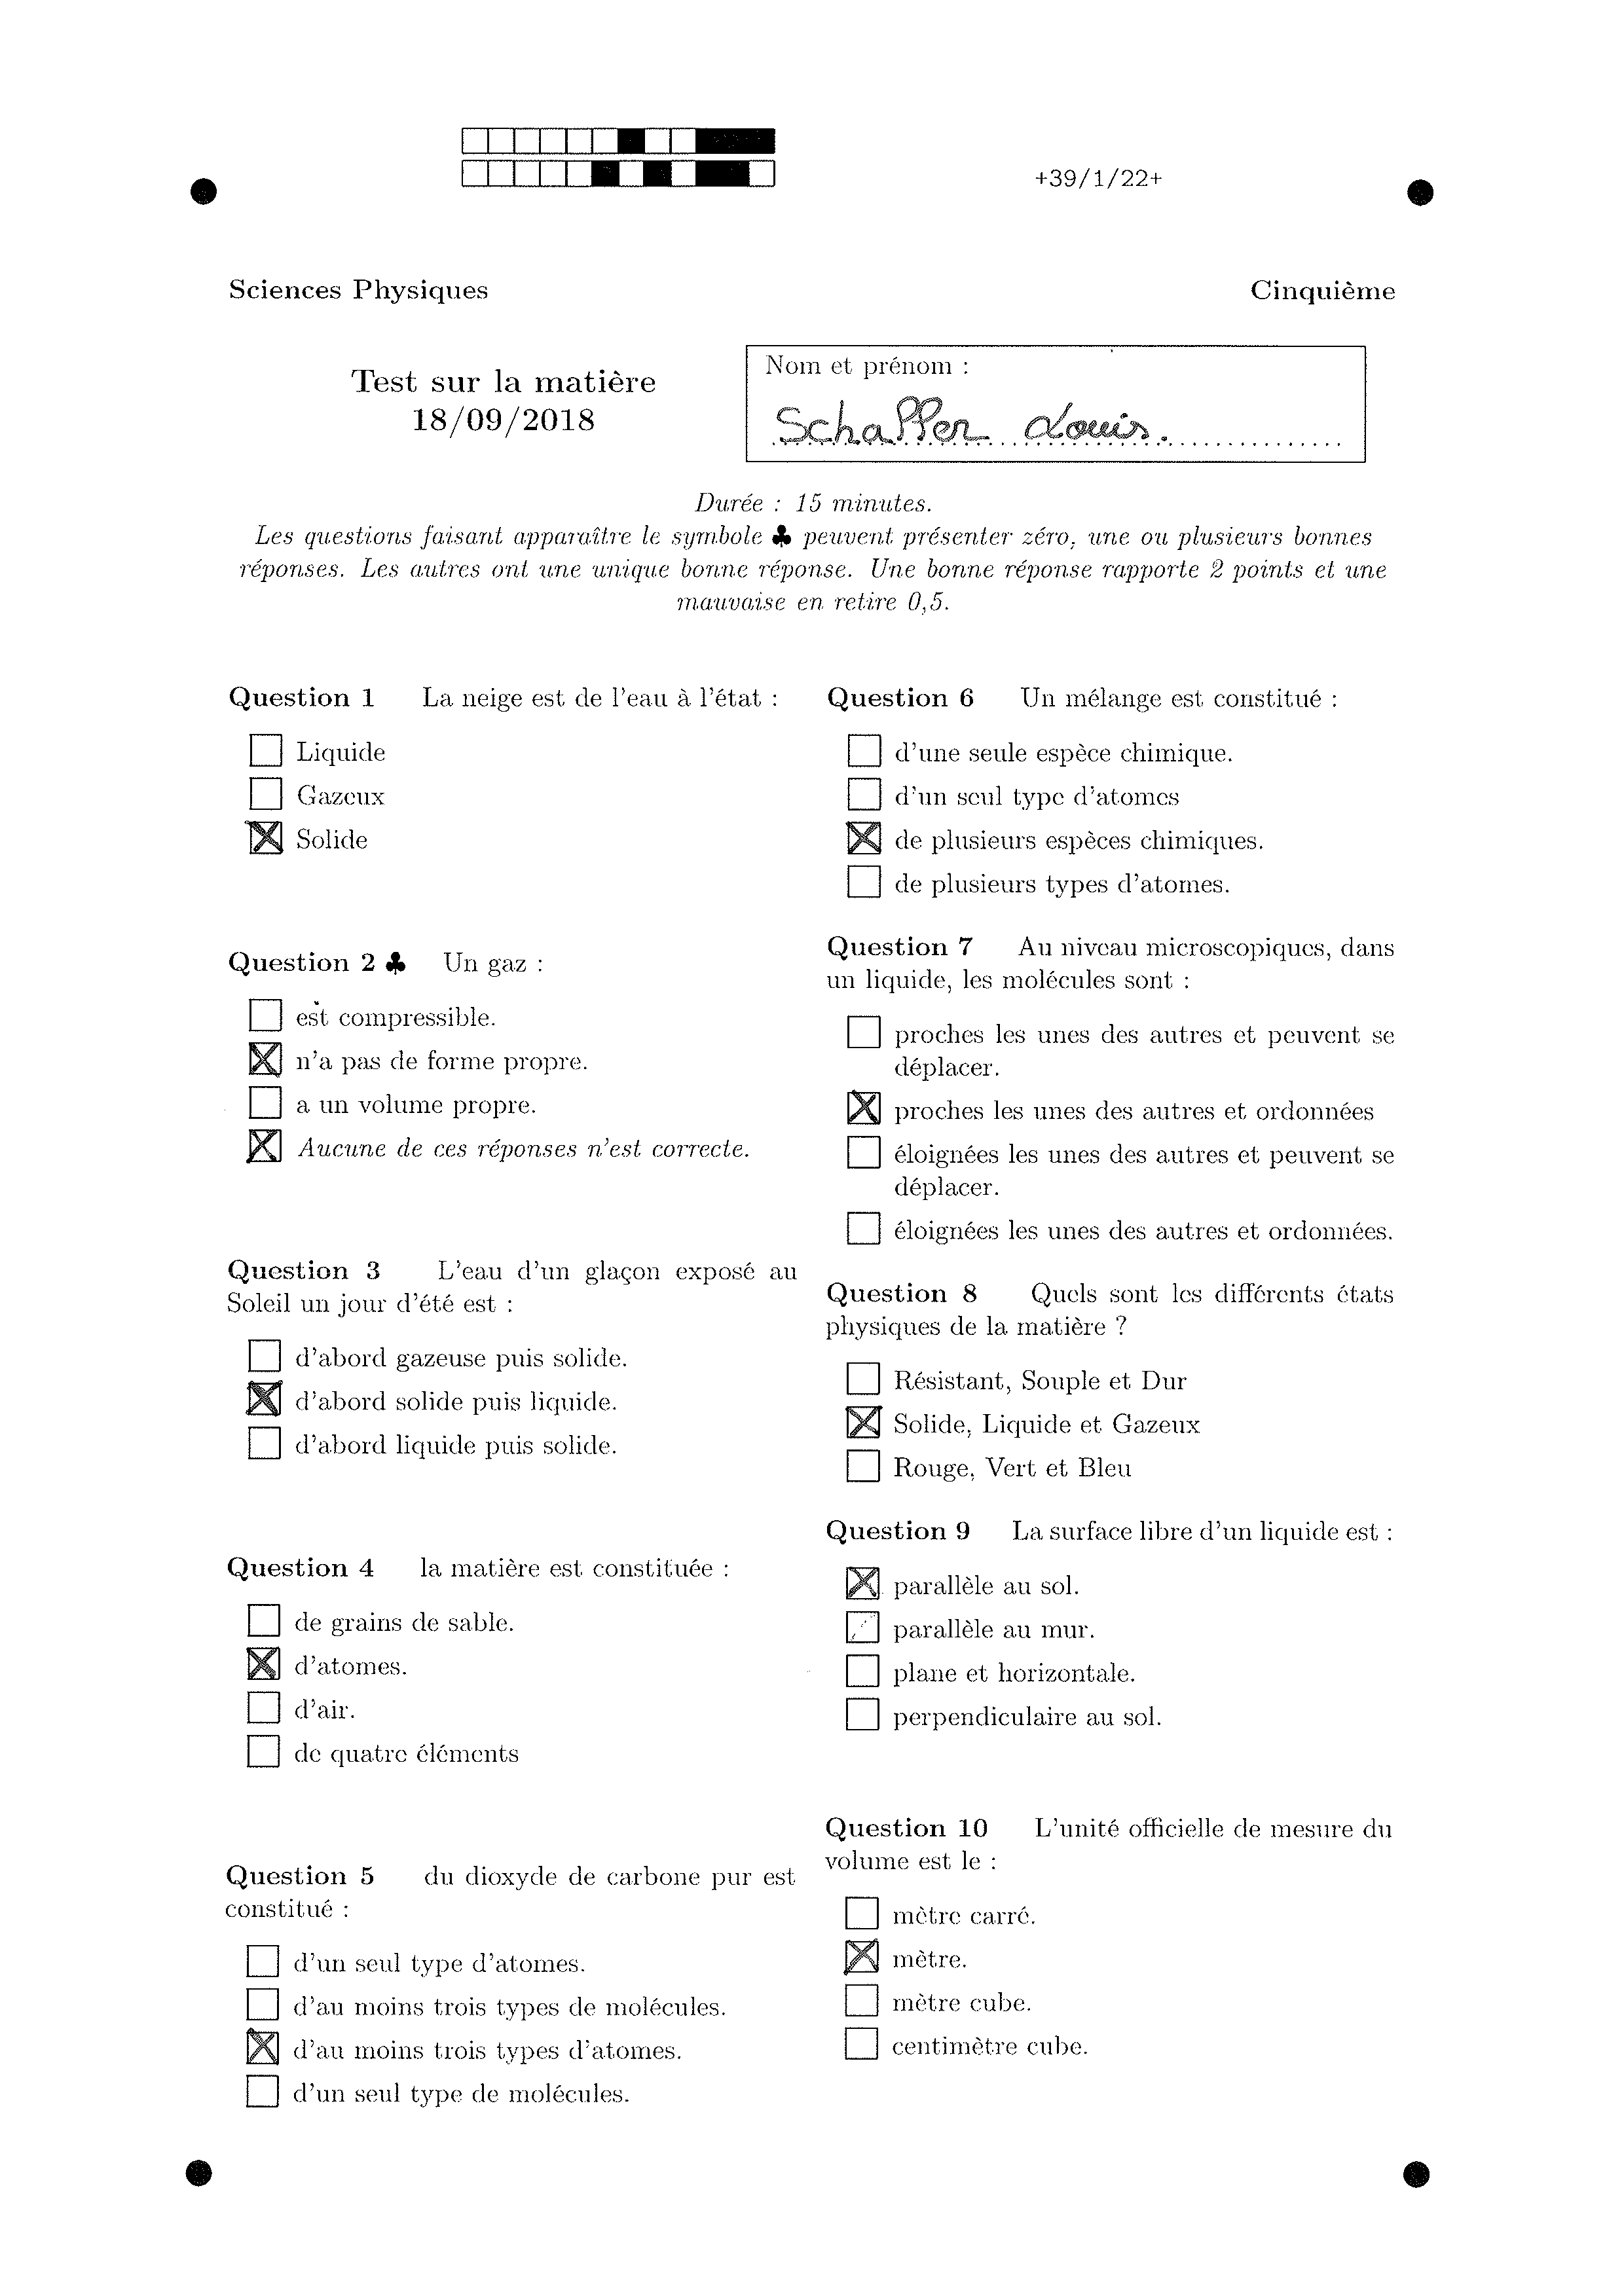 +39/1/22+
Sciences Physiques
Cinquième
Test sur la matière
18/09/2018
Nom et prénom :
Schaffer Louis.
Durée : 15 minutes.
Les questions faisant apparaître le symbole ♣ peuvent présenter zéro, une ou plusieurs bonnes
réponses. Les autres ont une unique bonne réponse. Une bonne réponse rapporte 2 points et une
mauvaise en retire 0,5.
Question 1 La neige est de l'eau à l'état :
Liquide
Gazeux
Solide
Question 2 ♣ Un gaz :
est compressible.
n'a pas de forme propre.
a un volume propre.
Aucune de ces réponses n'est correcte.
Question 3 L'eau d'un glaçon exposé au
Soleil un jour d'été est :
d'abord gazeuse puis solide.
d'abord solide puis liquide.
d'abord liquide puis solide.
Question 4 la matière est constituée :
de grains de sable.
d'atomes.
d'air.
de quatre éléments
Question 5 du dioxyde de carbone pur est
constitué :
d'un seul type d'atomes.
d'au moins trois types de molécules.
d'au moins trois types d'atomes.
d'un seul type de molécules.
Question 6 Un mélange est constitué :
d'une seule espèce chimique.
d'un seul type d'atomes
de plusieurs espèces chimiques.
de plusieurs types d'atomes.
Question 7 Au niveau microscopiques, dans
un liquide, les molécules sont :
proches les unes des autres et peuvent se
déplacer.
proches les unes des autres et ordonnées
éloignées les unes des autres et peuvent se
déplacer.
éloignées les unes des autres et ordonnées.
Question 8 Quels sont les différents états
physiques de la matière ?
Résistant, Souple et Dur
Solide, Liquide et Gazeux
Rouge, Vert et Bleu
Question 9 La surface libre d'un liquide est :
parallèle au sol.
parallèle au mur.
plane et horizontale.
perpendiculaire au sol.
Question 10 L'unité officielle de mesure du
volume est le :
mètre carré.
mètre.
mètre cube.
centimètre cube.